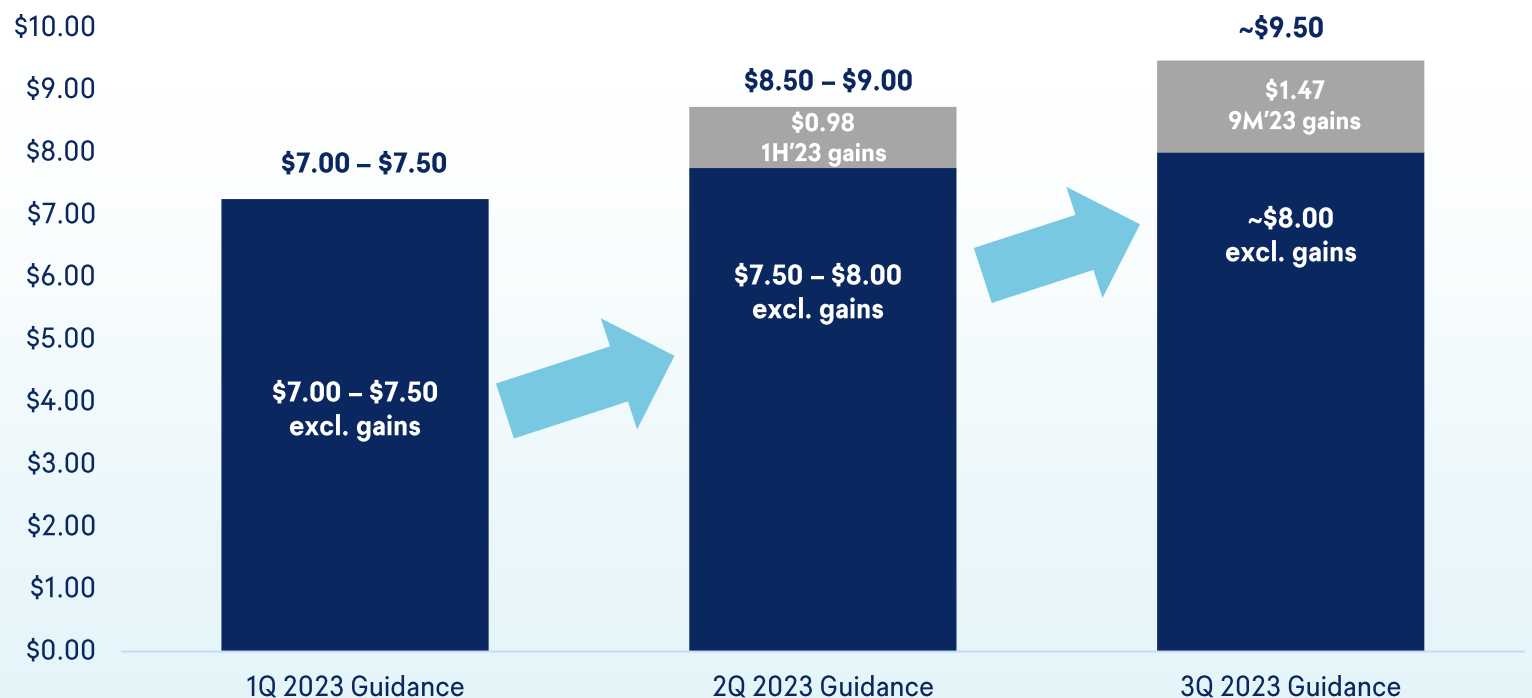 $10.00
$9.00
$8.00
$7.00
$6.00
$5.00
$4.00
$3.00
$2.00
$1.00
$0.00
$7.00 – $7.50
$7.00 – $7.50
excl. gains
1Q 2023 Guidance
$8.50 – $9.00
$0.98
1H'23 gains
$7.50 – $8.00
excl. gains
2Q 2023 Guidance
~$9.50
$1.47
9M'23 gains
~$8.00
excl. gains
3Q 2023 Guidance